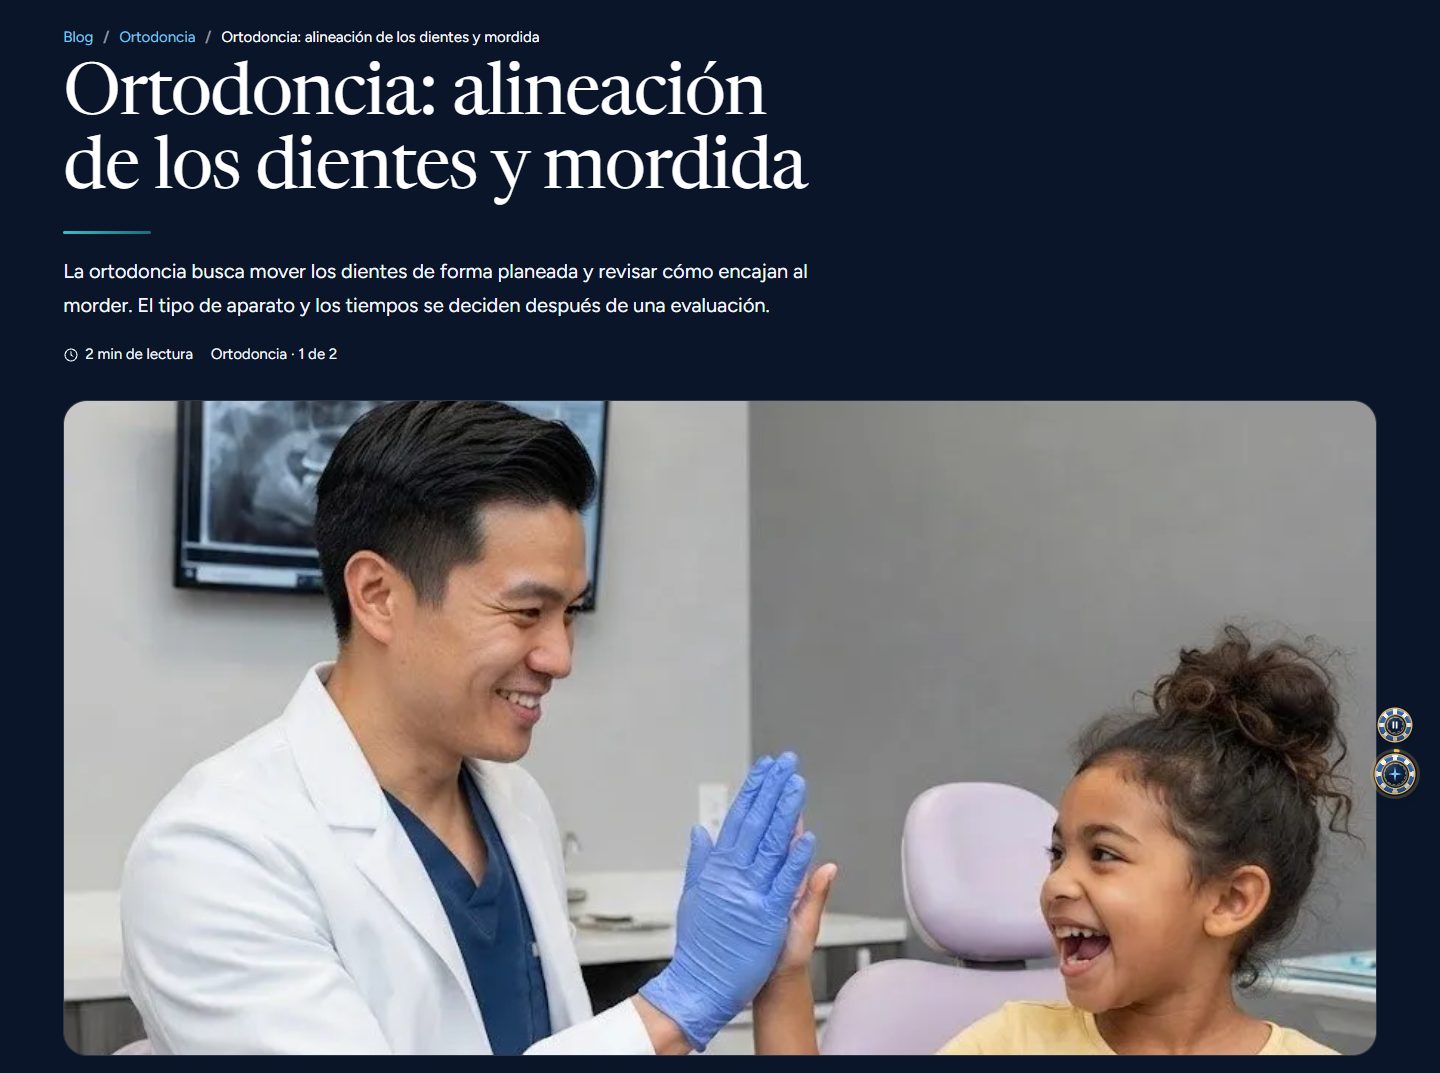 Blog / Ortodoncia / Ortodoncia: alineación de los dientes y mordida
Ortodoncia: alineación
de los dientes y mordida
La ortodoncia busca mover los dientes de forma planeada y revisar cómo encajan al
morder. El tipo de aparato y los tiempos se deciden después de una evaluación.
2 min de lectura Ortodoncia · 1 de 2